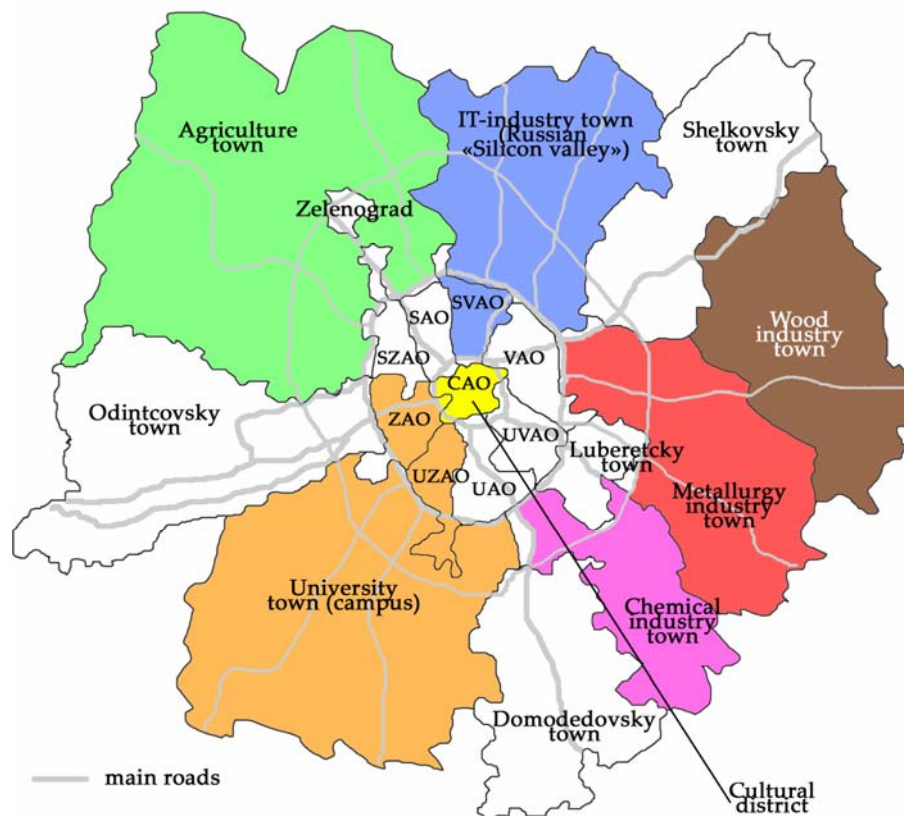 Agriculture
town
IT-industry town
(Russian
«Silicon valley»)
Shelkovsky
town
Zelenograd
SVAO
SAO
SZAO
VAO
Wood
industry
town
CAO
Odintcovsky
town
ZAO
UVAO
Luberetcky
town
UZAO
UAO
Metallurgy
industry
town
University
town (campus)
Chemical
industry
town
Domodedovsky
town
main roads
Cultural
district